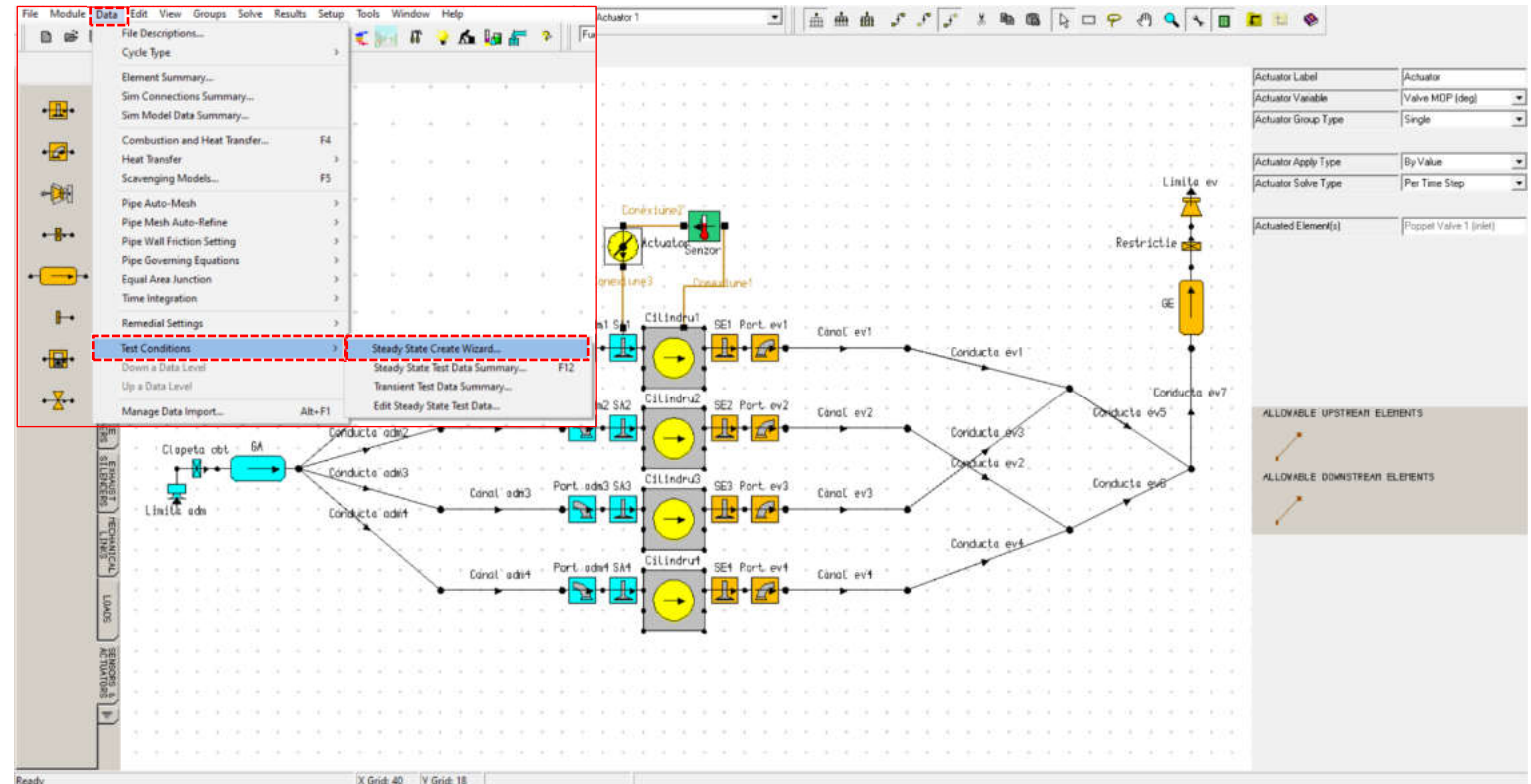 File Module Data Edit View Groups Solve Results Setup Tools Window Help
File Descriptions...
Cycle Type
Element Summary...
Sim Connections Summary...
Sim Model Data Summary...
Combustion and Heat Transfer... F4
Heat Transfer
Scavenging Models... F5
Pipe Auto-Mesh
Pipe Mesh Auto-Refine
Pipe Wall Friction Setting
Pipe Governing Equations
Equal Area Junction
Time Integration
Remedial Settings
Test Conditions
Down a Data Level
Up a Data Level
Manage Data Import... Alt+F1
Steady State Create Wizard...
Steady State Test Data Summary... F12
Transient Test Data Summary...
Edit Steady State Test Data...
Actuator 1
Actuator Label Actuator
Actuator Variable Valve MOP (deg)
Actuator Group Type Single
Actuator Apply Type By Value
Actuator Solve Type Per Time Step
Actuated Element(s) Poppet Valve 1 (inlet)
ALLOWABLE UPSTREAM ELEMENTS
ALLOWABLE DOWNSTREAM ELEMENTS
Limita ev
Restrictie
GE
Conducta ev7
Conexiune2
Actuator
Senzor
Conexiune1
SA1 Cilindru1 SE1 Port ev1 Canal ev1 Conducta ev1
SA2 Cilindru2 SE2 Port ev2 Canal ev2 Conducta ev3 Conducta ev5
Conducta ev2
Clapeta obt GA Conducta adm2
Conducta adm3
Canal adm3 Port adm3 SA3 Cilindru3 SE3 Port ev3 Canal ev3 Conducta ev6
Limita adm Conducta adm4
Conducta ev4
Canal adm4 Port adm4 SA4 Cilindru4 SE4 Port ev4 Canal ev4
EXHAUST SILENCERS
MECHANICAL LINKS
LOADS
SENSORS & ACTUATORS
Ready X Grid: 40 Y Grid: 18